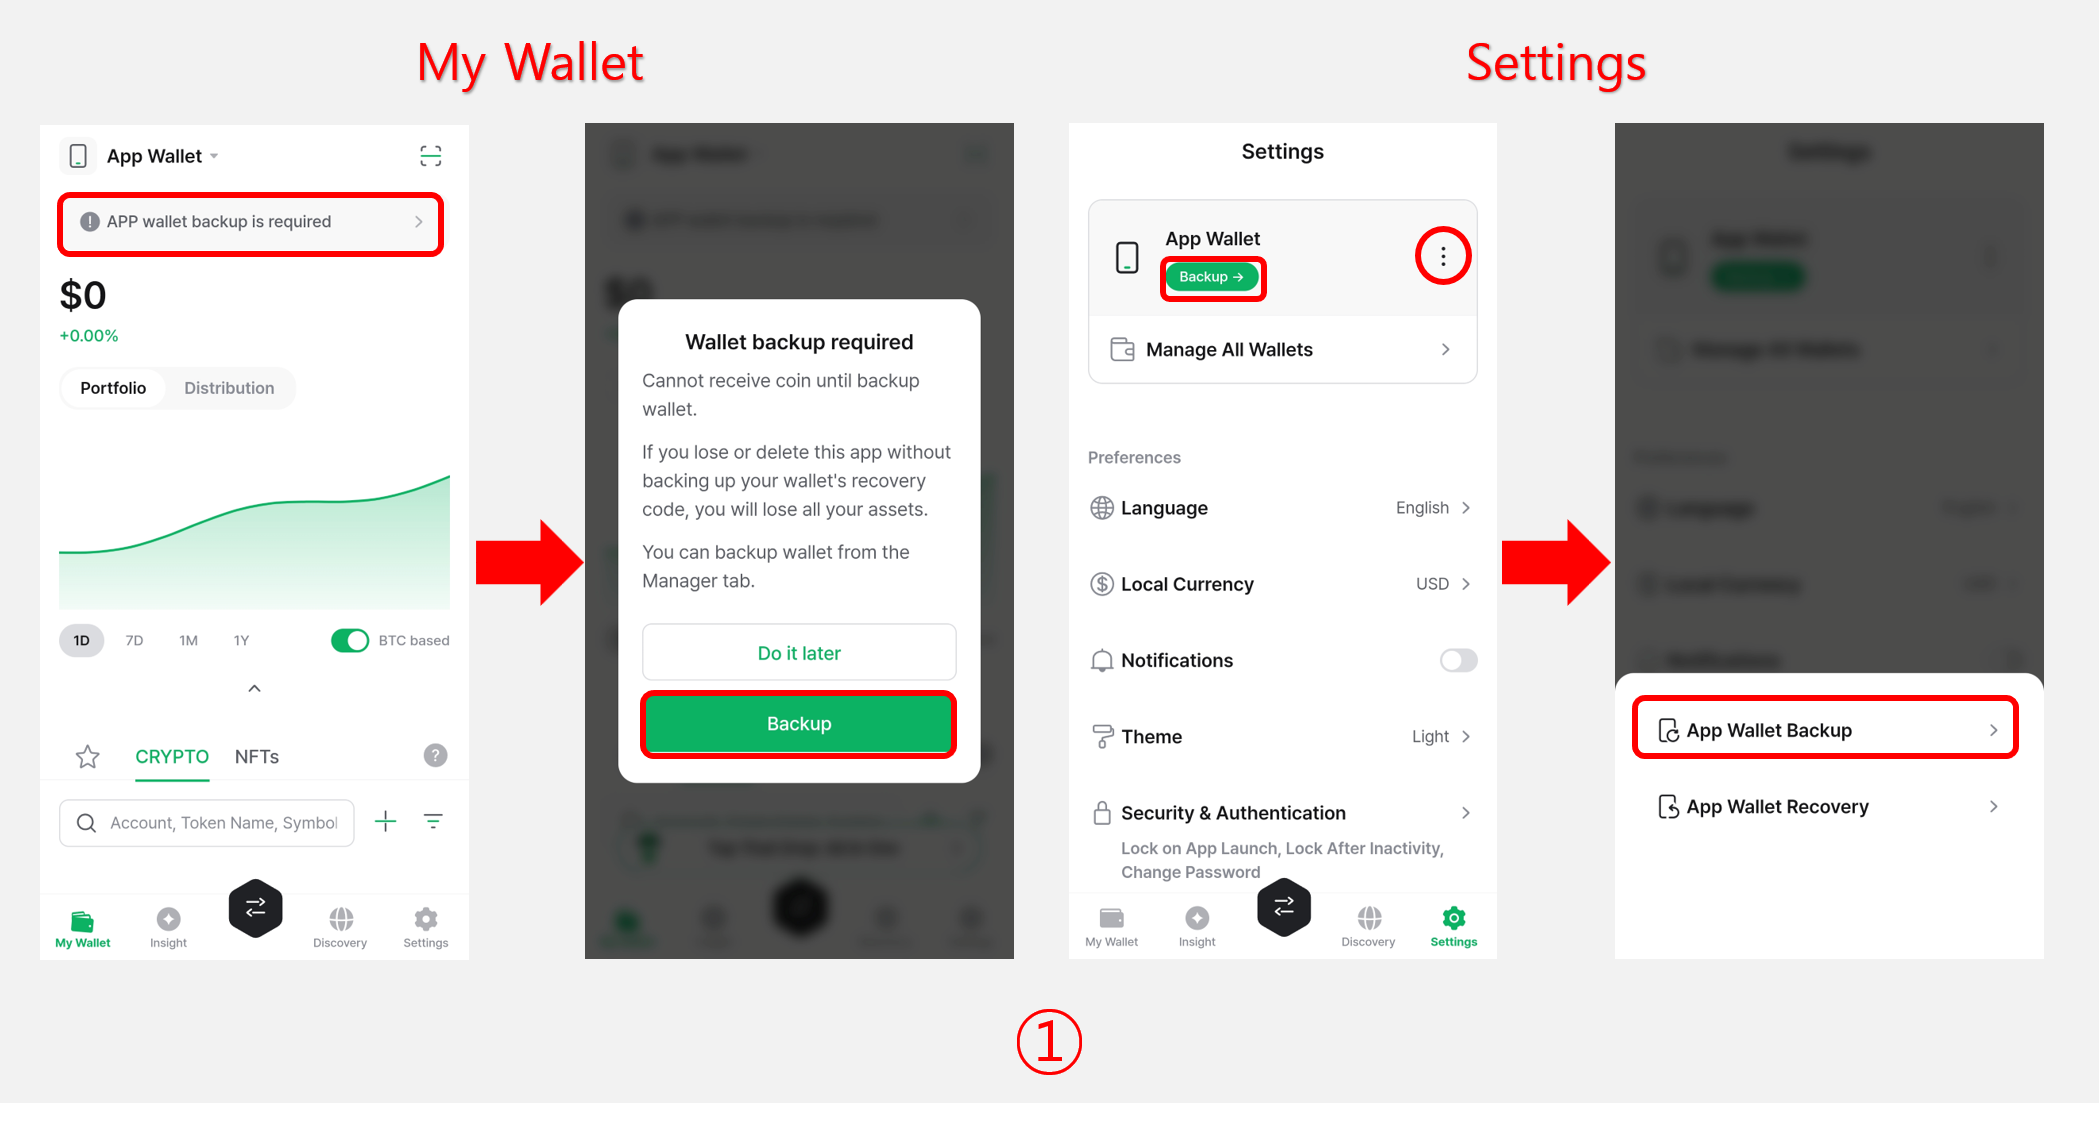 My Wallet
Settings
App Wallet
APP wallet backup is required
$0
+0.00%
Portfolio
Distribution
1D
7D
1M
1Y
BTC based
CRYPTO
NFTs
?
Account, Token Name, Symbol
My Wallet
Insight
Discovery
Settings
Wallet backup required
Cannot receive coin until backup
wallet.
If you lose or delete this app without
backing up your wallet's recovery
code, you will lose all your assets.
You can backup wallet from the
Manager tab.
Do it later
Backup
Settings
App Wallet
Backup →
Manage All Wallets
Preferences
Language
English
Local Currency
USD
Notifications
Theme
Light
Security & Authentication
Lock on App Launch, Lock After Inactivity,
Change Password
My Wallet
Insight
Discovery
Settings
App Wallet Backup
App Wallet Recovery
①